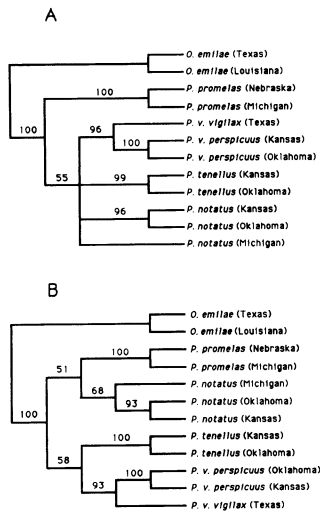 A
O. emilae (Texas)
O. emilae (Louisiana)
100
P. promelas (Nebraska)
P. promelas (Michigan)
100
96
P. v. vigilax (Texas)
100
P. v. perspicuus (Kansas)
P. v. perspicuus (Oklahoma)
55
99
P. tenellus (Kansas)
P. tenellus (Oklahoma)
96
P. notatus (Kansas)
P. notatus (Oklahoma)
P. notatus (Michigan)
B
O. emilae (Texas)
O. emilae (Louisiana)
51
100
P. promelas (Nebraska)
P. promelas (Michigan)
68
P. notatus (Michigan)
93
P. notatus (Oklahoma)
P. notatus (Kansas)
100
58
100
P. tenellus (Kansas)
P. tenellus (Oklahoma)
93
100
P. v. perspicuus (Oklahoma)
P. v. perspicuus (Kansas)
P. v. vigilax (Texas)